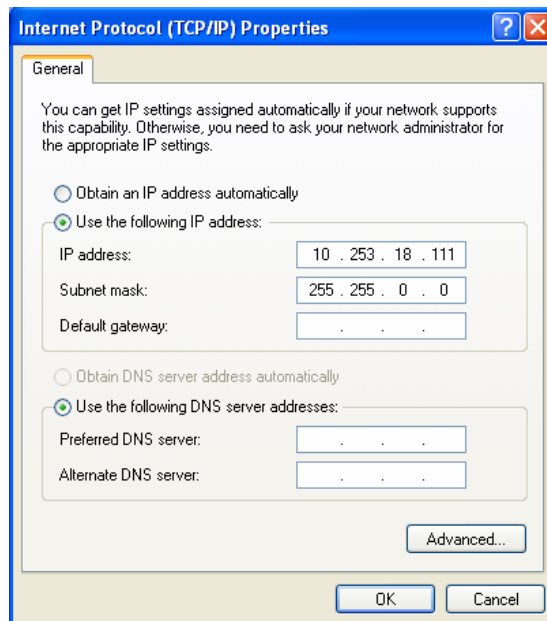 Internet Protocol (TCP/IP) Properties
General
You can get IP settings assigned automatically if your network supports
this capability. Otherwise, you need to ask your network administrator for
the appropriate IP settings.
Obtain an IP address automatically
Use the following IP address:
IP address: 10 . 253 . 18 . 111
Subnet mask: 255 . 255 . 0 . 0
Default gateway: . . .
Obtain DNS server address automatically
Use the following DNS server addresses:
Preferred DNS server: . . .
Alternate DNS server: . . .
Advanced...
OK Cancel